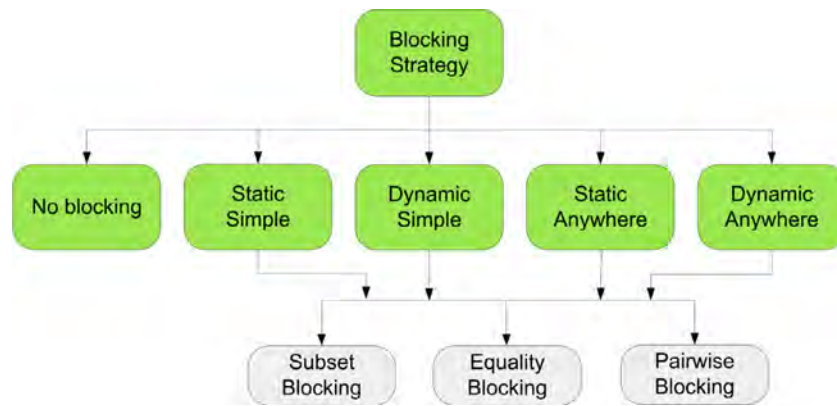 Blocking
Strategy
No blocking
Static
Simple
Dynamic
Simple
Static
Anywhere
Dynamic
Anywhere
Subset
Blocking
Equality
Blocking
Pairwise
Blocking